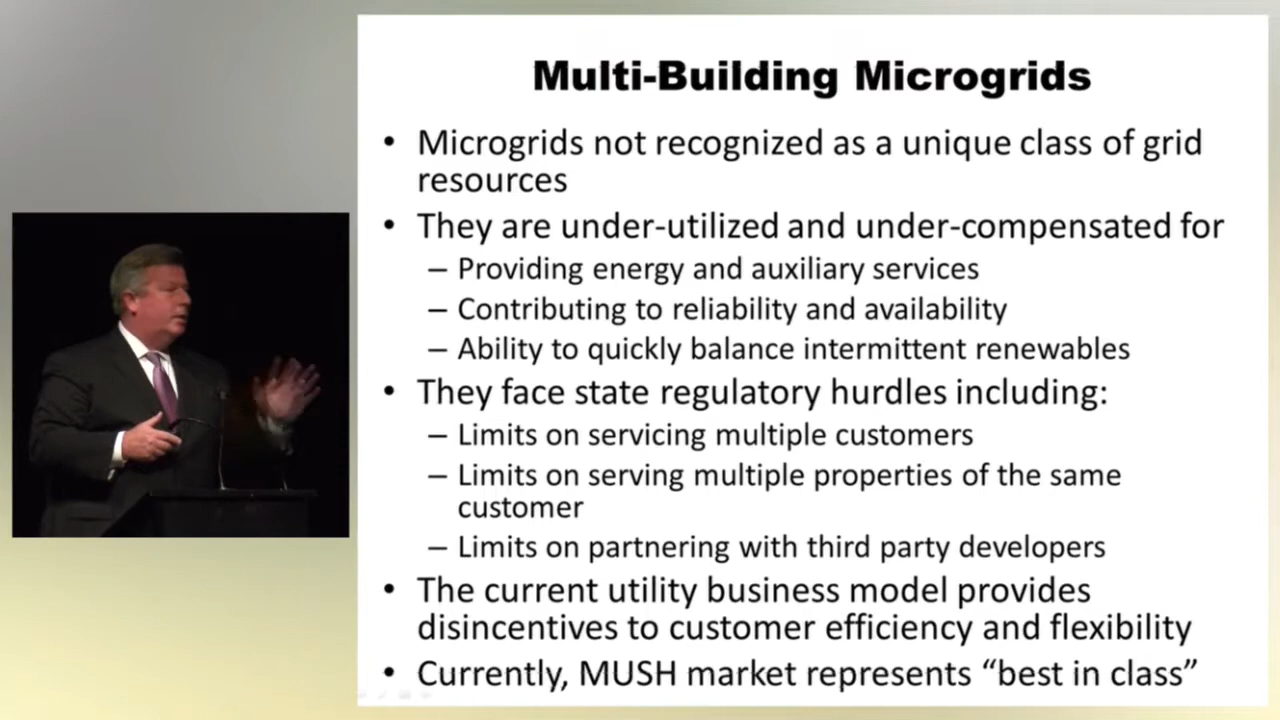 Multi-Building Microgrids
• Microgrids not recognized as a unique class of grid
resources
• They are under-utilized and under-compensated for
– Providing energy and auxiliary services
– Contributing to reliability and availability
– Ability to quickly balance intermittent renewables
• They face state regulatory hurdles including:
– Limits on servicing multiple customers
– Limits on serving multiple properties of the same
customer
– Limits on partnering with third party developers
• The current utility business model provides
disincentives to customer efficiency and flexibility
• Currently, MUSH market represents “best in class”